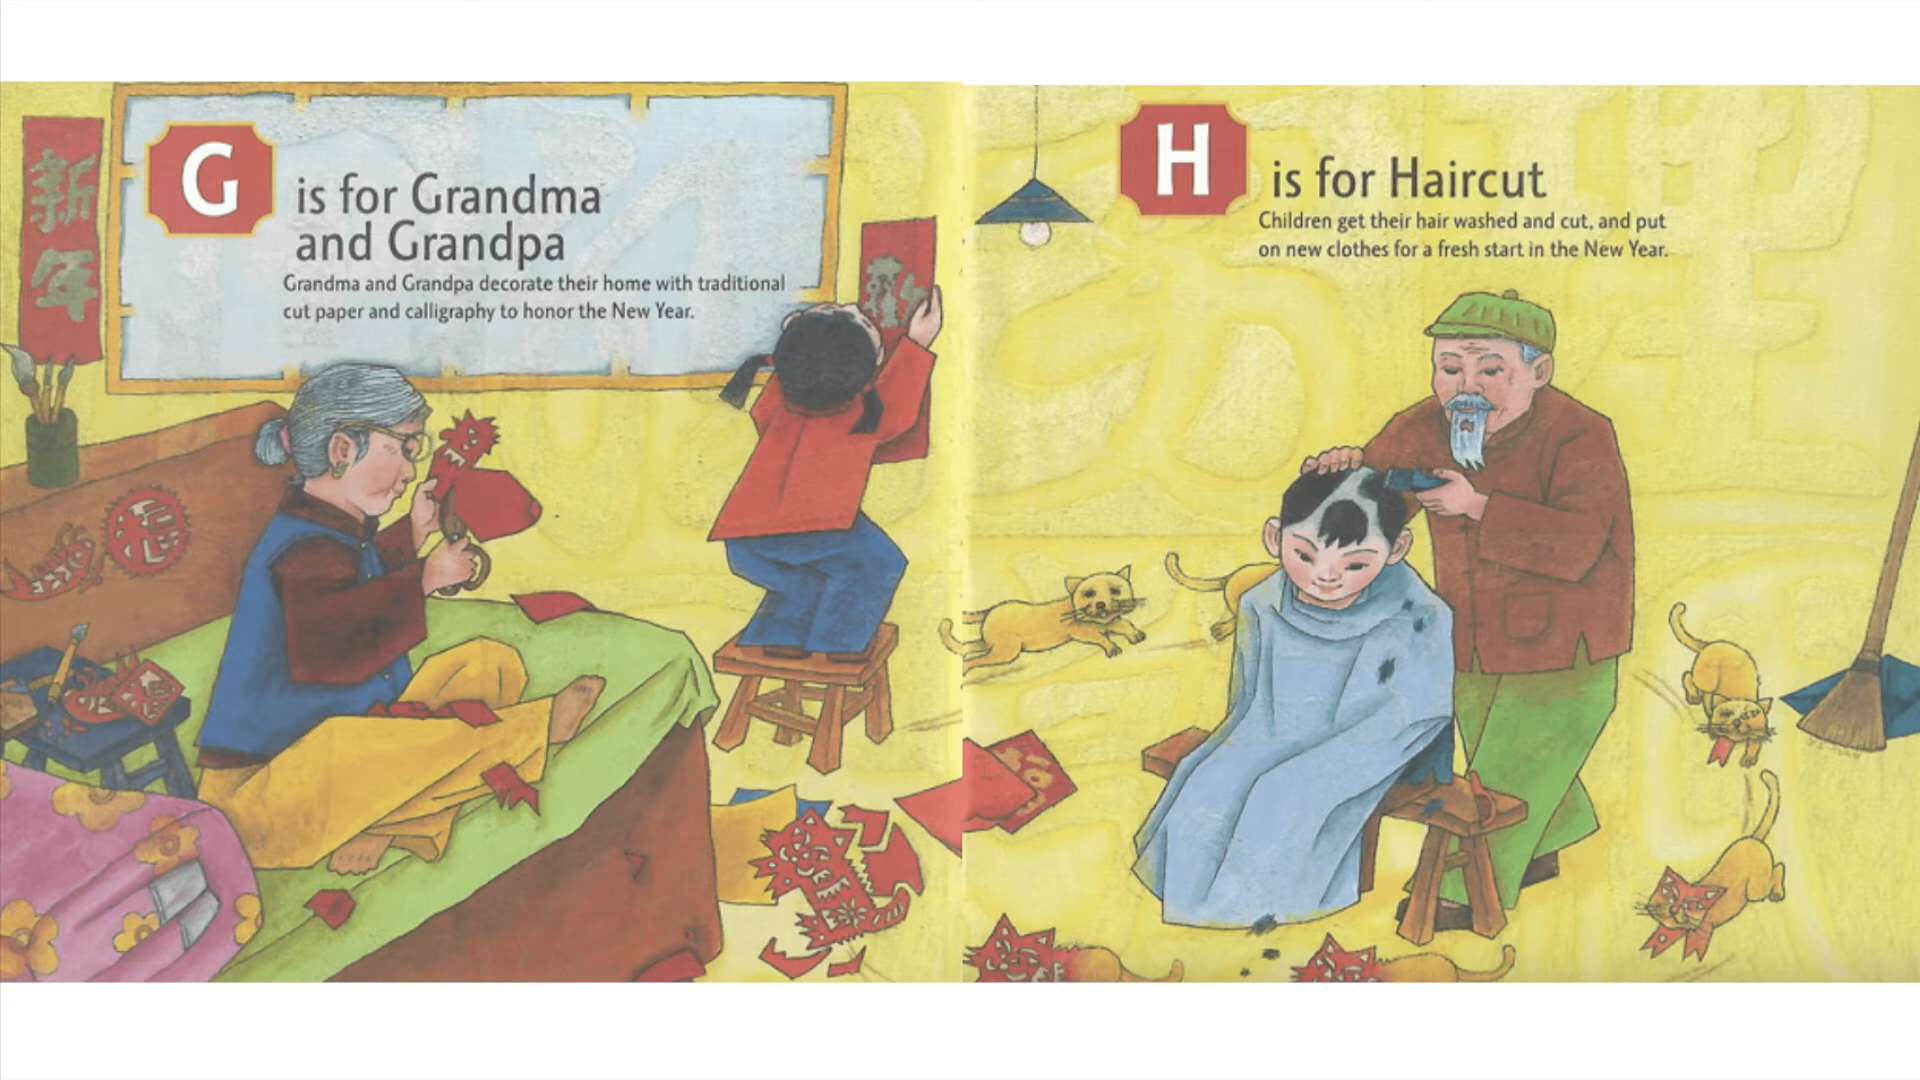 新
年
G
is for Grandma
and Grandpa
Grandma and Grandpa decorate their home with traditional
cut paper and calligraphy to honor the New Year.
H
is for Haircut
Children get their hair washed and cut, and put
on new clothes for a fresh start in the New Year.